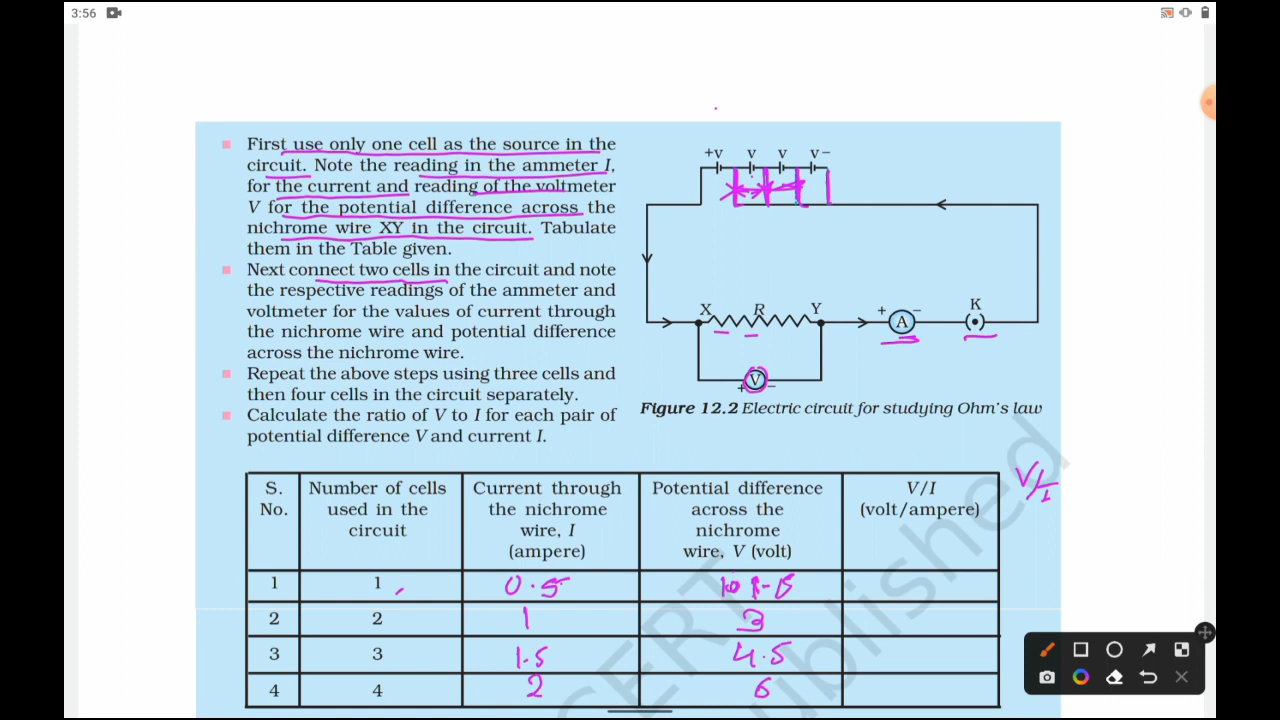 3:56
First use only one cell as the source in the
circuit. Note the reading in the ammeter I,
for the current and reading of the voltmeter
V for the potential difference across the
nichrome wire XY in the circuit. Tabulate
them in the Table given.
Next connect two cells in the circuit and note
the respective readings of the ammeter and
voltmeter for the values of current through
the nichrome wire and potential difference
across the nichrome wire.
Repeat the above steps using three cells and
then four cells in the circuit separately.
Calculate the ratio of V to I for each pair of
potential difference V and current I.
+v v v v−
X R Y + A − K
+ V −
Figure 12.2 Electric circuit for studying Ohm's law
S. No.
Number of cells used in the circuit
Current through the nichrome wire, I (ampere)
Potential difference across the nichrome wire, V (volt)
V/I (volt/ampere)
V/I
1 1 0.5
2 2 1 3
3 3 1.5 4.5
4 4 2 6